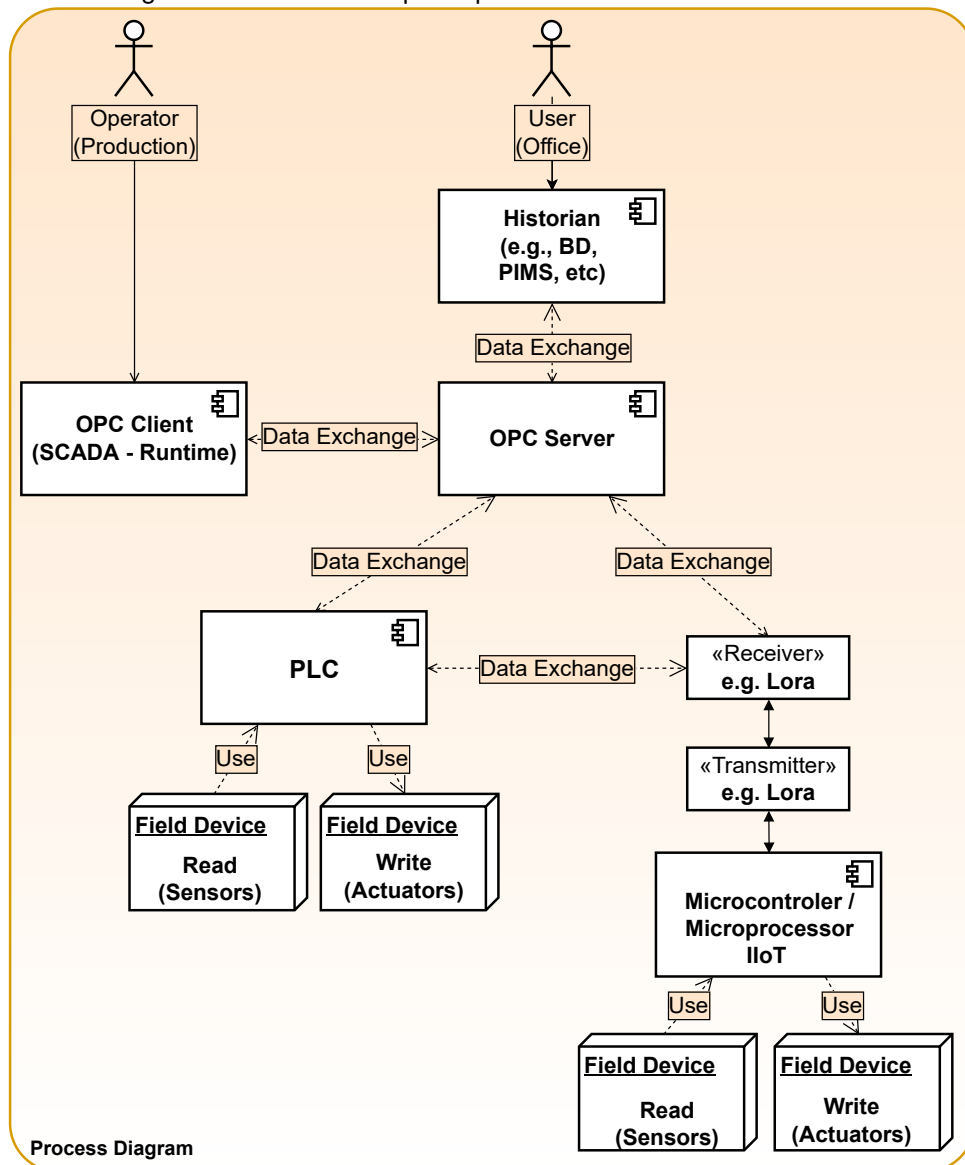 Operator
(Production)
User
(Office)
Historian
(e.g., BD,
PIMS, etc)
Data Exchange
OPC Client
(SCADA - Runtime)
Data Exchange
OPC Server
Data Exchange
Data Exchange
PLC
Data Exchange
«Receiver»
e.g. Lora
Use
Use
«Transmitter»
e.g. Lora
Field Device
Read
(Sensors)
Field Device
Write
(Actuators)
Microcontroler /
Microprocessor
IIoT
Use
Use
Field Device
Read
(Sensors)
Field Device
Write
(Actuators)
Process Diagram